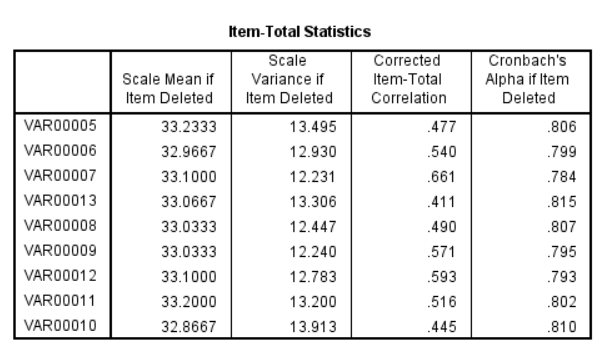 Item-Total Statistics
Scale Mean if Item Deleted
Scale Variance if Item Deleted
Corrected Item-Total Correlation
Cronbach's Alpha if Item Deleted
VAR00005 33.2333 13.495 .477 .806
VAR00006 32.9667 12.930 .540 .799
VAR00007 33.1000 12.231 .661 .784
VAR00013 33.0667 13.306 .411 .815
VAR00008 33.0333 12.447 .490 .807
VAR00009 33.0333 12.240 .571 .795
VAR00012 33.1000 12.783 .593 .793
VAR00011 33.2000 13.200 .516 .802
VAR00010 32.8667 13.913 .445 .810